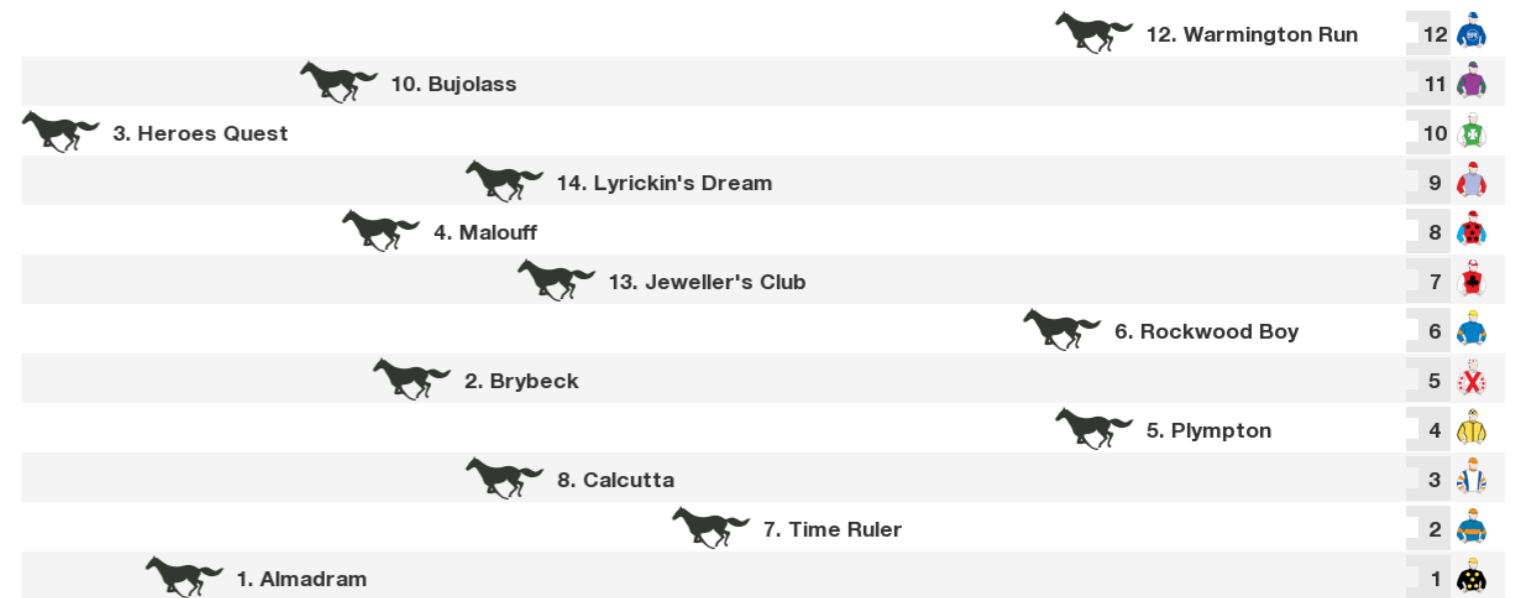 12. Warmington Run 12
10. Bujolass 11
3. Heroes Quest 10
14. Lyrickin's Dream 9
4. Malouff 8
13. Jeweller's Club 7
6. Rockwood Boy 6
2. Brybeck 5
5. Plympton 4
8. Calcutta 3
7. Time Ruler 2
1. Almadram 1